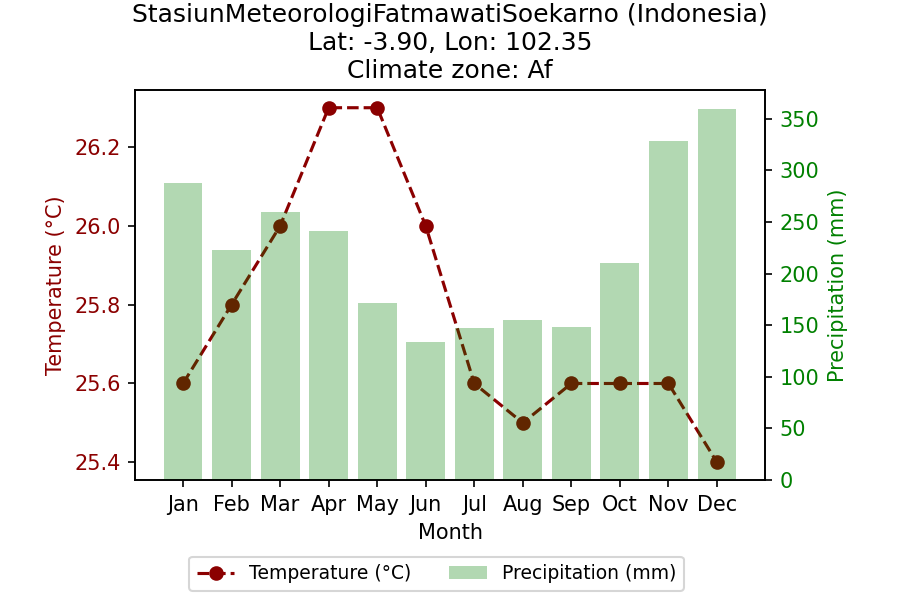 StasiunMeteorologiFatmawatiSoekarno (Indonesia)
Lat: -3.90, Lon: 102.35
Climate zone: Af
26.2
26.0
25.8
25.6
25.4
Temperature (°C)
350
300
250
200
150
100
50
0
Precipitation (mm)
Jan Feb Mar Apr May Jun Jul Aug Sep Oct Nov Dec
Month
Temperature (°C) Precipitation (mm)